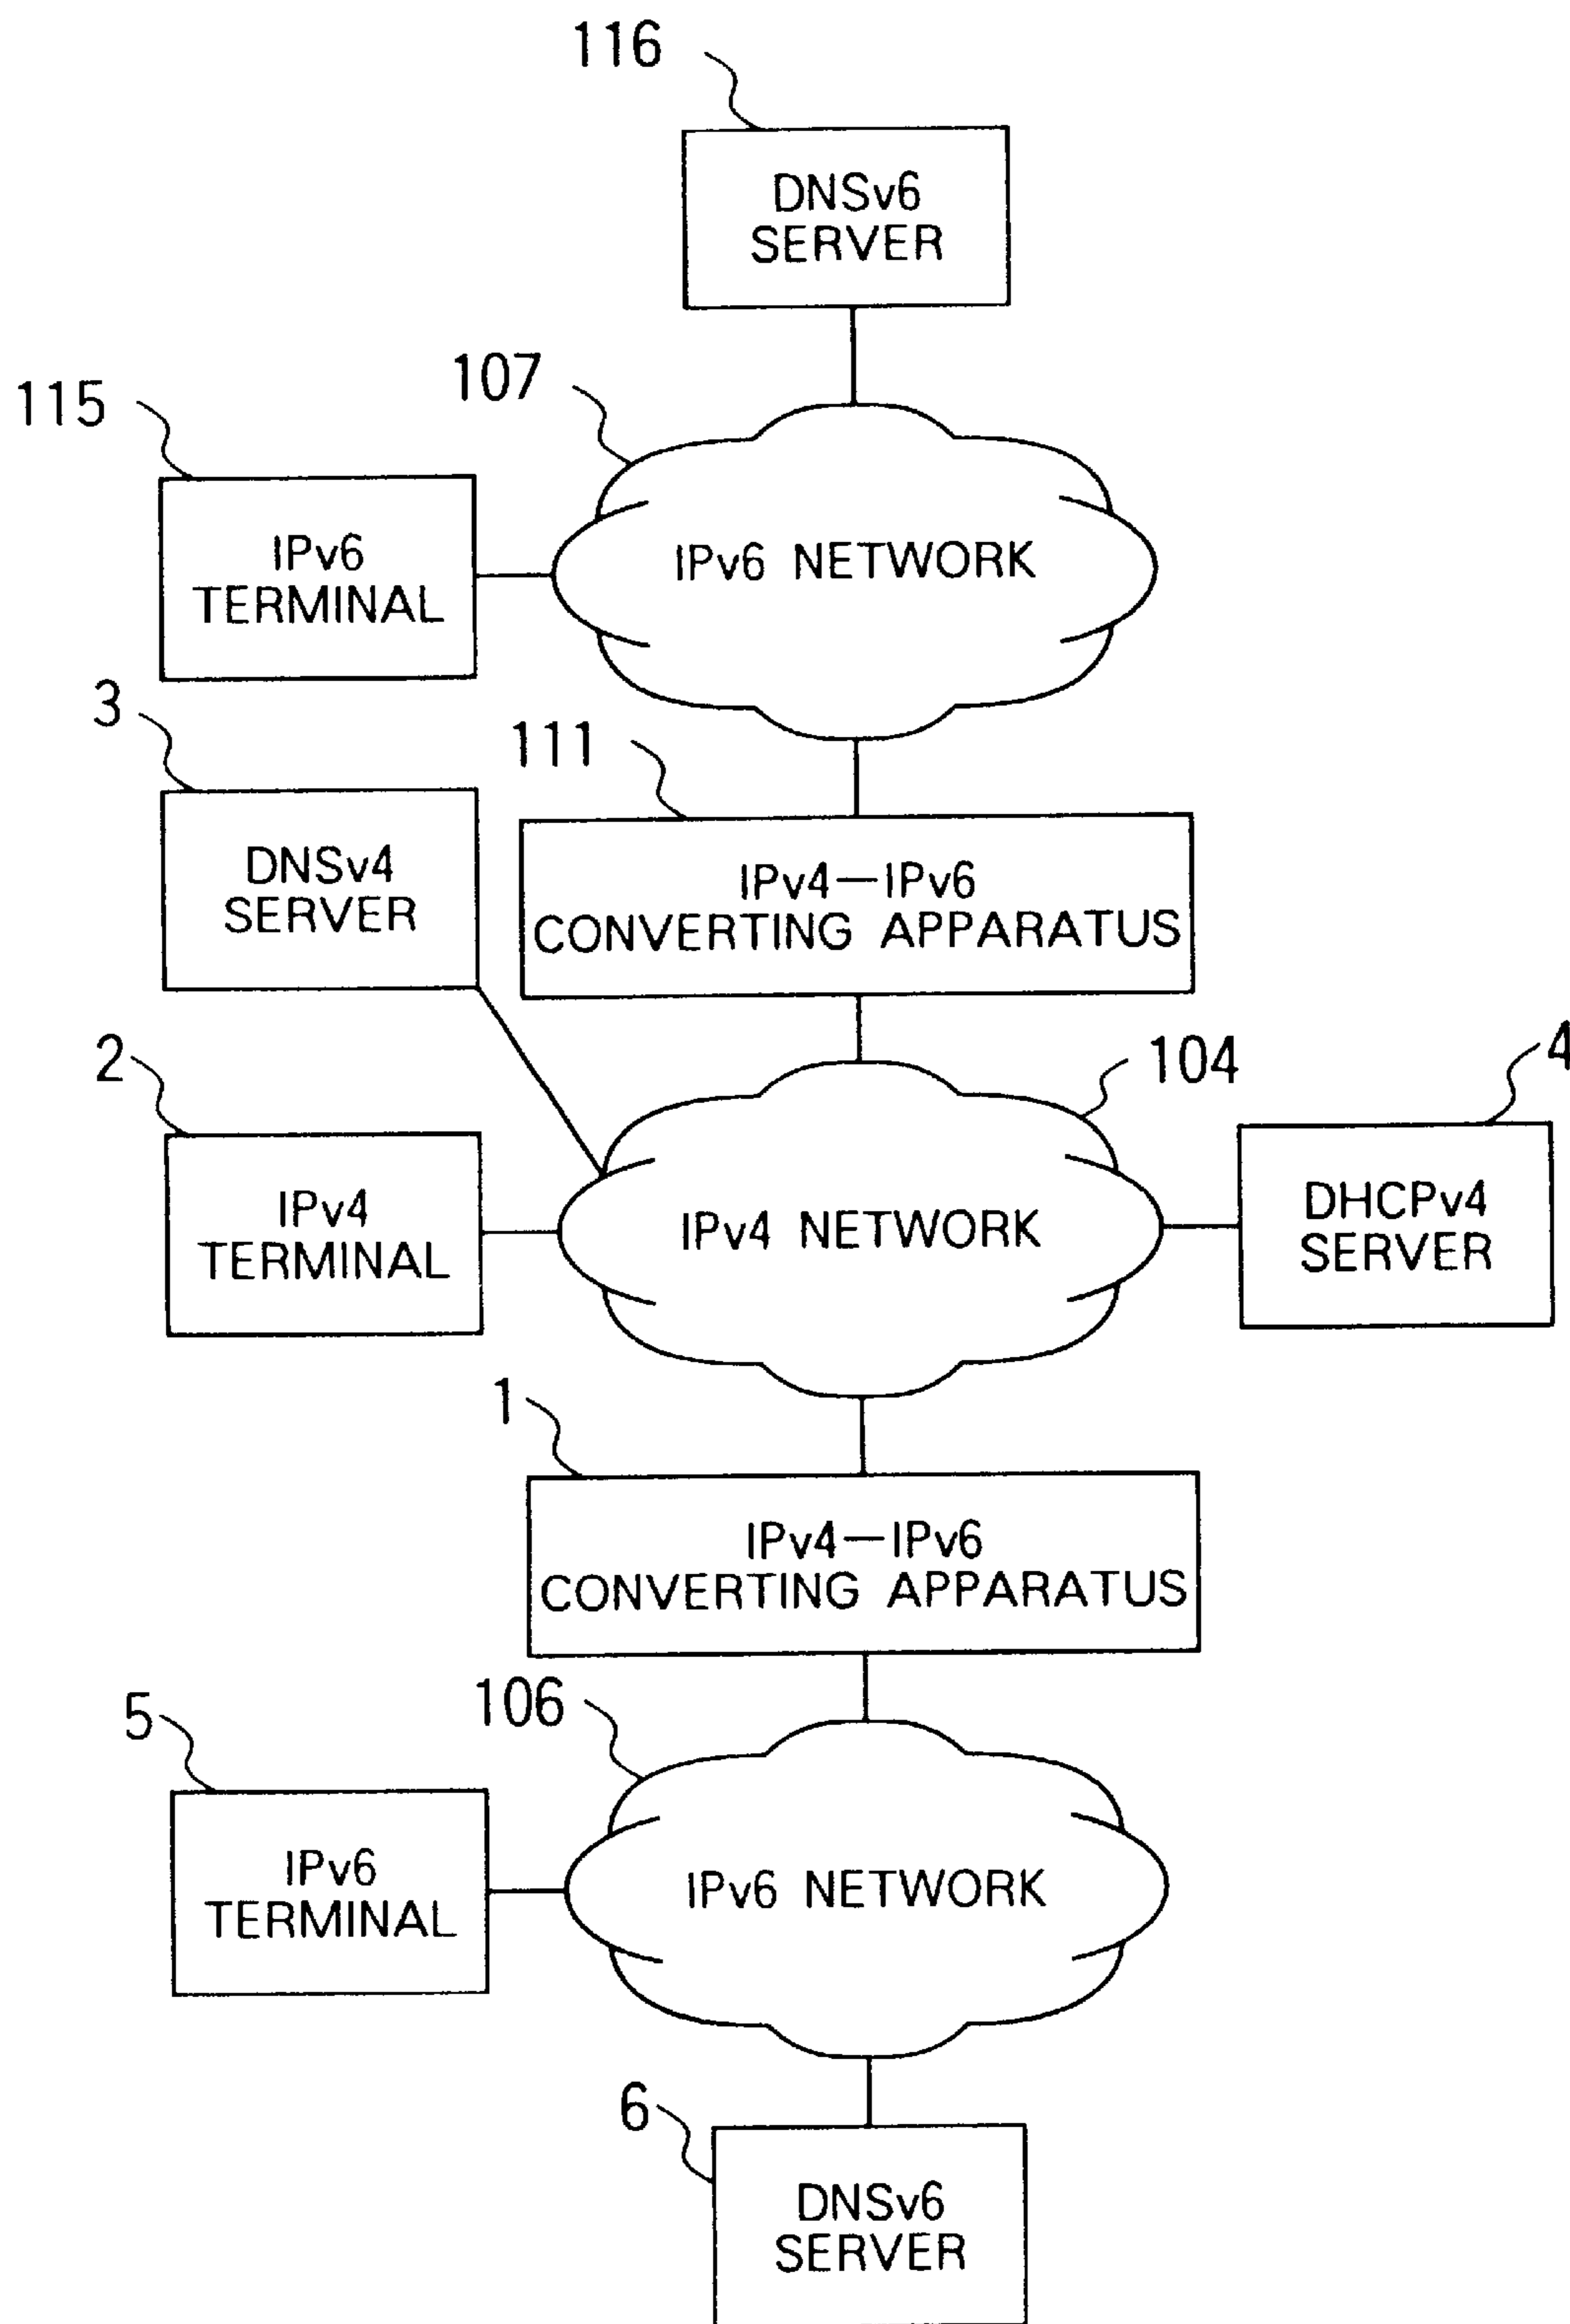 116
DNSv6
SERVER
107
115
IPv6
TERMINAL
IPv6 NETWORK
3
111
DNSv4
SERVER
IPv4—IPv6
CONVERTING APPARATUS
2
104
4
IPv4
TERMINAL
IPv4 NETWORK
DHCPv4
SERVER
1
IPv4—IPv6
CONVERTING APPARATUS
106
5
IPv6
TERMINAL
IPv6 NETWORK
6
DNSv6
SERVER